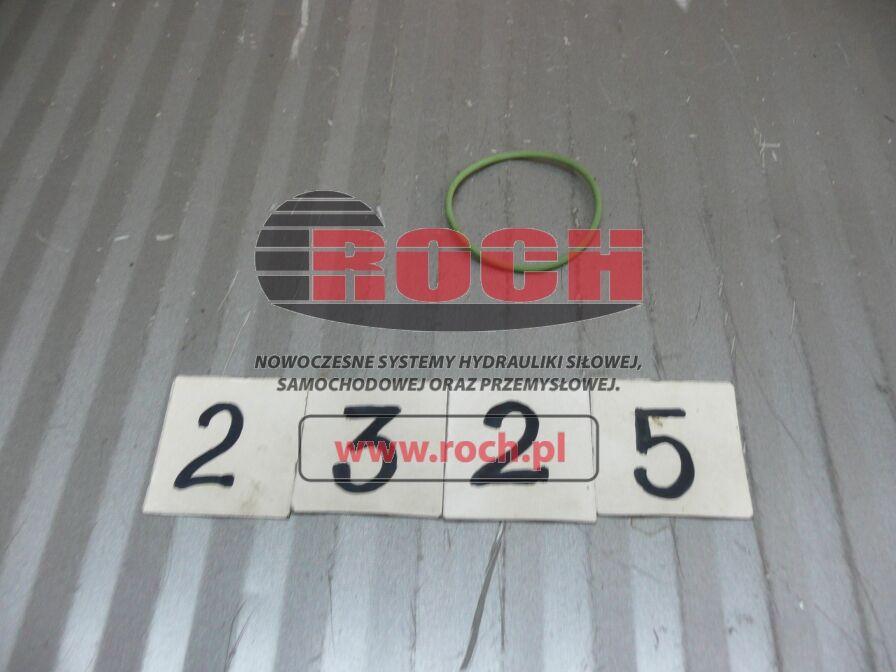 ROCH
NOWOCZESNE SYSTEMY HYDRAULIKI SIŁOWEJ,
SAMOCHODOWEJ ORAZ PRZEMYSŁOWEJ.
2 3 2 5
www.roch.pl